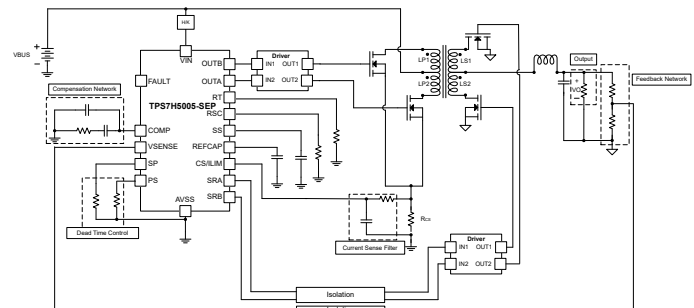 H/K
VBUS
+
-
VIN
FAULT
TPS7H5005-SEP
COMP
VSENSE
SP
PS
AVSS
OUTB
OUTA
RT
RSC
SS
REFCAP
CS/ILIM
SRA
SRB
Driver
IN1 OUT1
IN2 OUT2
LP1
LP2
LS1
LS2
Output
+
VO
-
Feedback Network
Compensation Network
Dead Time Control
Current Sense Filter
RCS
Driver
IN1 OUT1
IN2 OUT2
Isolation